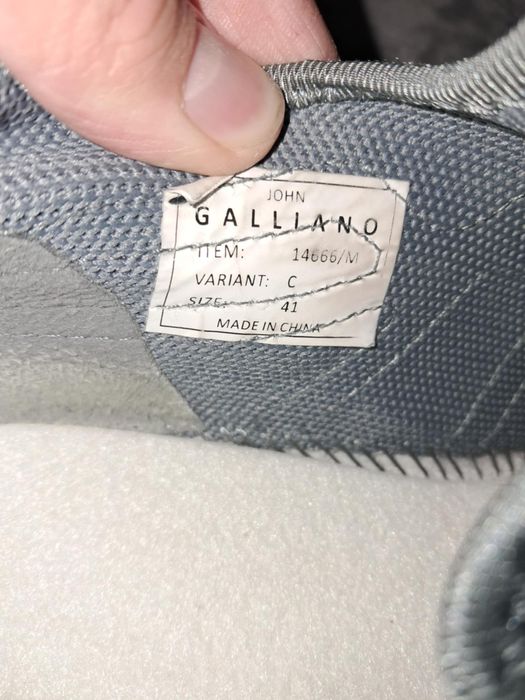 JOHN
GALLIANO
ITEM: 14666/M
VARIANT: C
SIZE: 41
MADE IN CHINA